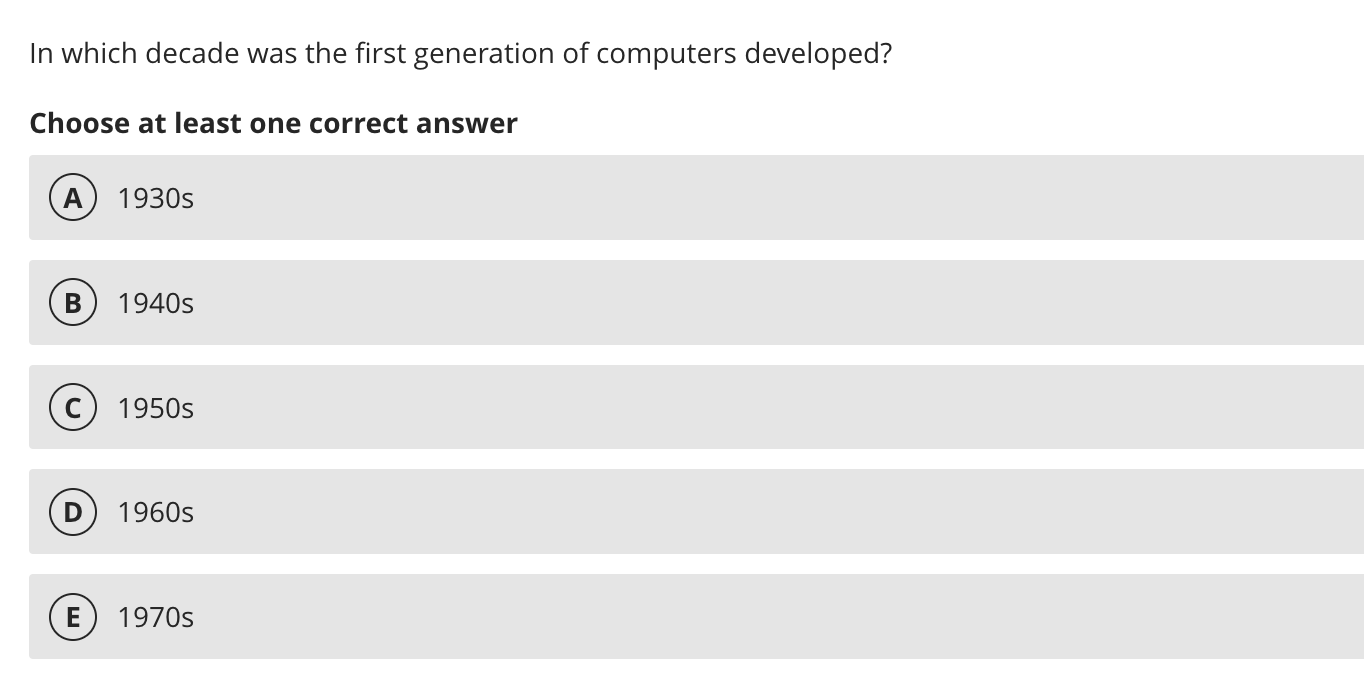 In which decade was the first generation of computers developed?
Choose at least one correct answer
A 1930s
B 1940s
C 1950s
D 1960s
E 1970s